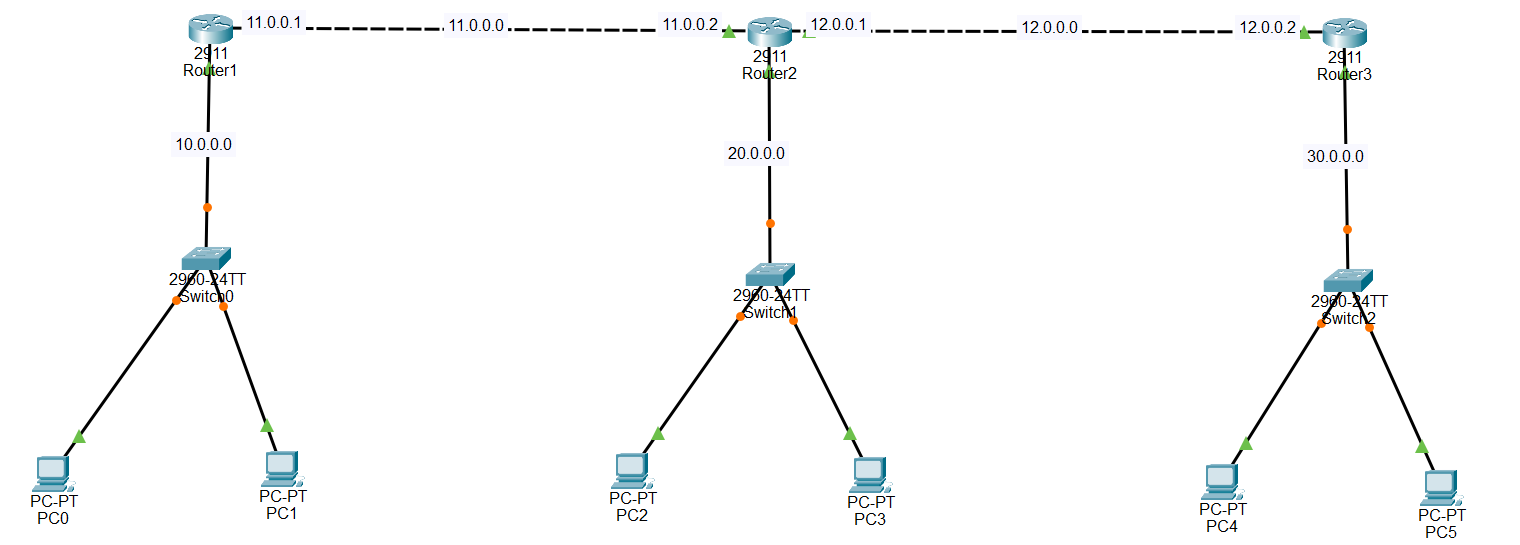 11.0.0.1
11.0.0.0
11.0.0.2
12.0.0.1
12.0.0.0
12.0.0.2
2911
Router1
2911
Router2
2911
Router3
10.0.0.0
20.0.0.0
30.0.0.0
2960-24TT
Switch0
2960-24TT
Switch1
2960-24TT
Switch2
PC-PT
PC0
PC-PT
PC1
PC-PT
PC2
PC-PT
PC3
PC-PT
PC4
PC-PT
PC5